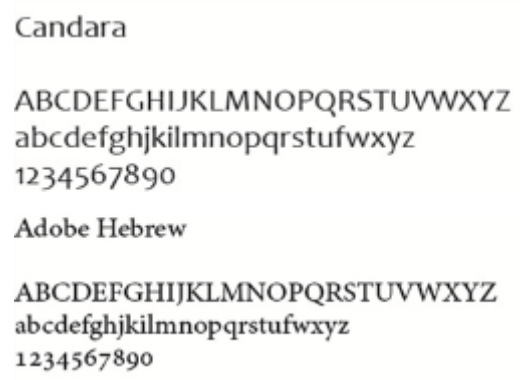 Candara
ABCDEFGHIJKLMNOPQRSTUVWXYZ
abcdefghjkilmnopqrstufwxyz
1234567890
Adobe Hebrew
ABCDEFGHIJKLMNOPQRSTUVWXYZ
abcdefghjkilmnopqrstufwxyz
1234567890